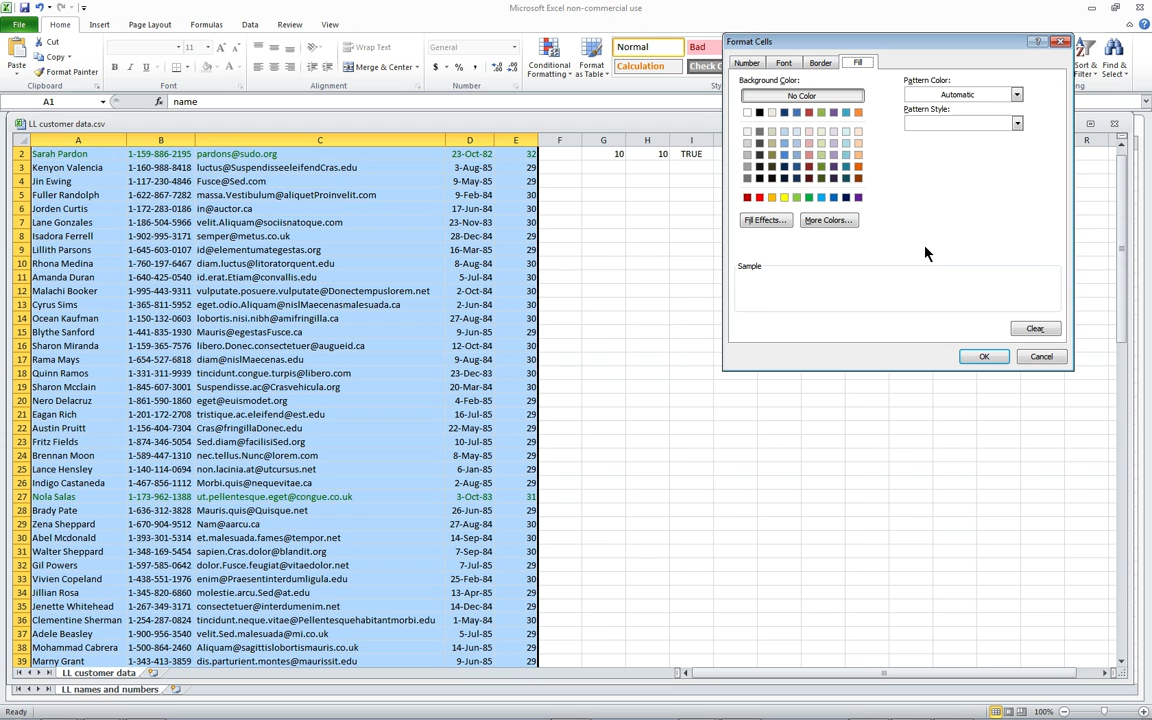 Microsoft Excel non-commercial use
File Home Insert Page Layout Formulas Data Review View
Paste
Cut
Copy
Format Painter
Clipboard
11
Font
Wrap Text
Merge & Center
Alignment
General
Number
Conditional Formatting
Format as Table
Normal
Bad
Calculation
Sort & Filter
Find & Select
A1 fx name
LL customer data.csv
A B C D E F G H I R
2 Sarah Pardon 1-159-886-2195 pardons@sudo.org 23-Oct-82 32 10 10 TRUE
3 Kenyon Valencia 1-160-988-8418 luctus@SuspendisseeleifendCras.edu 3-Aug-85 29
4 Jin Ewing 1-117-230-4846 Fusce@Sed.com 9-May-85 29
5 Fuller Randolph 1-622-867-7282 massa.Vestibulum@aliquetProinvelit.com 9-Feb-84 30
6 Jorden Curtis 1-172-283-0186 in@auctor.ca 17-Jun-84 30
7 Lane Gonzales 1-186-504-5966 velit.Aliquam@sociisnatoque.com 23-Nov-83 30
8 Isadora Ferrell 1-902-995-3171 semper@metus.co.uk 28-Dec-84 29
9 Lillith Parsons 1-645-603-0107 id@elementumategestas.org 16-Mar-85 29
10 Rhona Medina 1-760-197-6467 diam.luctus@litoratorquent.edu 8-Aug-84 30
11 Amanda Duran 1-640-425-0540 id.erat.Etiam@convallis.edu 5-Jul-84 30
12 Malachi Booker 1-995-443-9311 vulputate.posuere.vulputate@Donectempuslorem.net 2-Oct-84 30
13 Cyrus Sims 1-365-811-5952 eget.odio.Aliquam@nislMaecenasmalesuada.ca 2-Jun-84 30
14 Ocean Kaufman 1-150-132-0603 lobortis.nisi.nibh@amifringilla.ca 27-Aug-84 30
15 Blythe Sanford 1-441-835-1930 Mauris@egestasFusce.ca 9-Jun-85 29
16 Sharon Miranda 1-159-365-7576 libero.Donec.consectetuer@augueid.ca 12-Oct-84 30
17 Rama Mays 1-654-527-6818 diam@nislMaecenas.edu 9-Aug-84 30
18 Quinn Ramos 1-331-311-9939 tincidunt.congue.turpis@libero.com 23-Dec-83 30
19 Sharon Mcclain 1-845-607-3001 Suspendisse.ac@Crasvehicula.org 20-Mar-84 30
20 Nero Delacruz 1-861-590-1860 eget@euismodet.org 4-Feb-85 29
21 Eagan Rich 1-201-172-2708 tristique.ac.eleifend@est.edu 16-Jul-85 29
22 Austin Pruitt 1-156-404-7304 Cras@fringillaDonec.edu 22-May-85 29
23 Fritz Fields 1-874-346-5054 Sed.diam@facilisiSed.org 10-Jul-85 29
24 Brennan Moon 1-589-447-1310 nec.tellus.Nunc@lorem.com 8-May-85 29
25 Lance Hensley 1-140-114-0694 non.lacinia.at@utcursus.net 6-Jan-85 29
26 Indigo Castaneda 1-467-856-1112 Morbi.quis@nequevitae.ca 2-Aug-85 29
27 Nola Salas 1-173-962-1388 ut.pellentesque.eget@congue.co.uk 3-Oct-83 31
28 Brady Pate 1-636-312-3828 Mauris.quis@Quisque.net 26-Jun-85 29
29 Zena Sheppard 1-670-904-9512 Nam@aarcu.ca 27-Aug-84 30
30 Abel Mcdonald 1-393-301-5314 et.malesuada.fames@tempor.net 14-Sep-84 30
31 Walter Sheppard 1-348-169-5454 sapien.Cras.dolor@blandit.org 7-Sep-84 30
32 Gil Powers 1-597-585-0642 dolor.Fusce.feugiat@vitaedolor.net 7-Jul-85 29
33 Vivien Copeland 1-438-551-1976 enim@Praesentinterdumligula.edu 25-Feb-84 30
34 Jillian Rosa 1-345-820-6860 molestie.arcu.Sed@at.edu 13-Apr-85 29
35 Jenette Whitehead 1-267-349-3171 consectetuer@interdumenim.net 14-Dec-84 29
36 Clementine Sherman 1-254-287-0824 tincidunt.neque.vitae@Pellentesquehabitantmorbi.edu 1-May-84 30
37 Adele Beasley 1-900-956-3540 velit.Sed.malesuada@mi.co.uk 5-Jul-85 29
38 Mohammad Cabrera 1-500-864-2460 Aliquam@sagittislobortismauris.co.uk 14-Jun-85 29
39 Marny Grant 1-343-413-3859 dis.parturient.montes@maurissit.edu 9-Jun-85 29
LL customer data
LL names and numbers
Ready 100%
Format Cells
Number Font Border Fill
Background Color:
No Color
Pattern Color:
Automatic
Pattern Style:
Fill Effects...
More Colors...
Sample
Clear
OK
Cancel